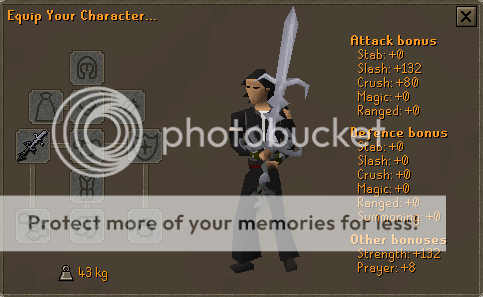 Equip Your Character...
Attack bonus
Stab: +0
Slash: +132
Crush: +80
Magic: +0
Ranged: +0
Defence bonus
Stab: +0
Slash: +0
Crush: +0
Magic: +0
Ranged: +0
Summoning: +0
Other bonuses
Strength: +132
Prayer: +8
43 kg
photobucket
Protect more of your memories for less!